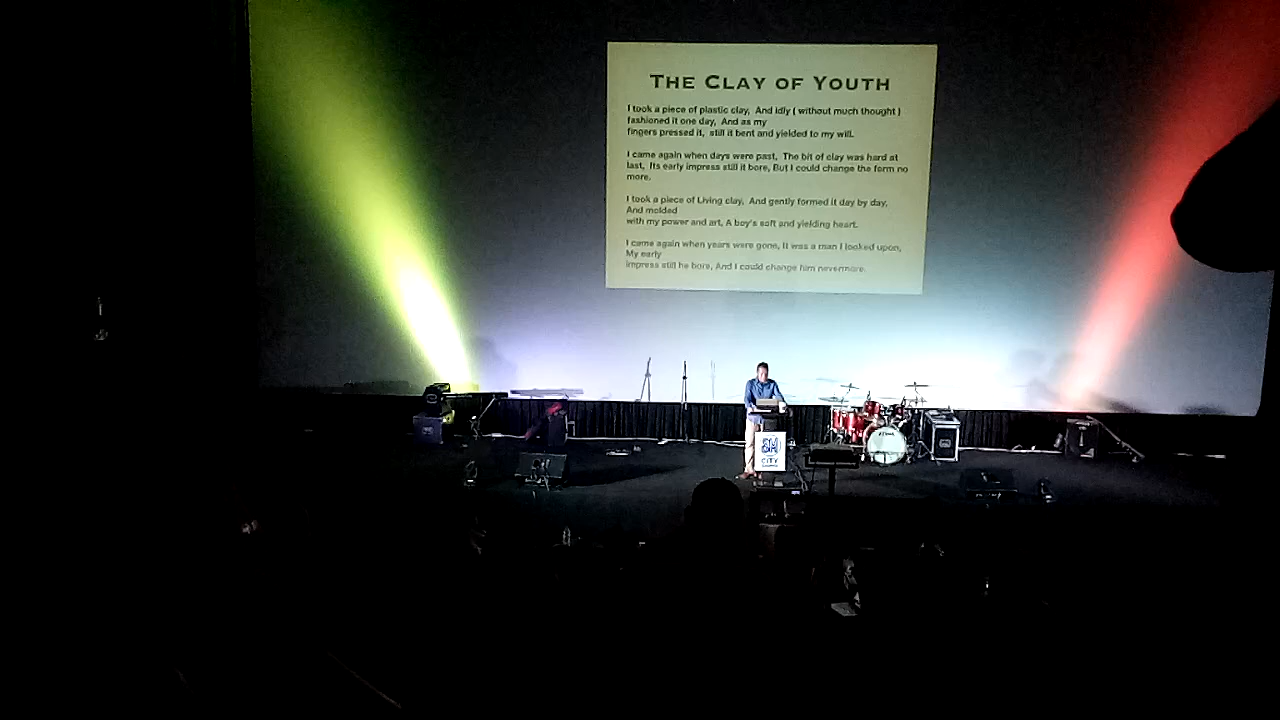 THE CLAY OF YOUTH
I took a piece of plastic clay, And idly ( without much thought )
fashioned it one day, And as my
fingers pressed it, still it bent and yielded to my will.
I came again when days were past, The bit of clay was hard at
last, Its early impress still it bore, But I could change the form no
more.
I took a piece of Living clay, And gently formed it day by day,
And molded
with my power and art, A boy's soft and yielding heart.
I came again when years were gone, It was a man I looked upon,
My early
impress still he bore, And I could change him nevermore.
SM
CITY
TAMA